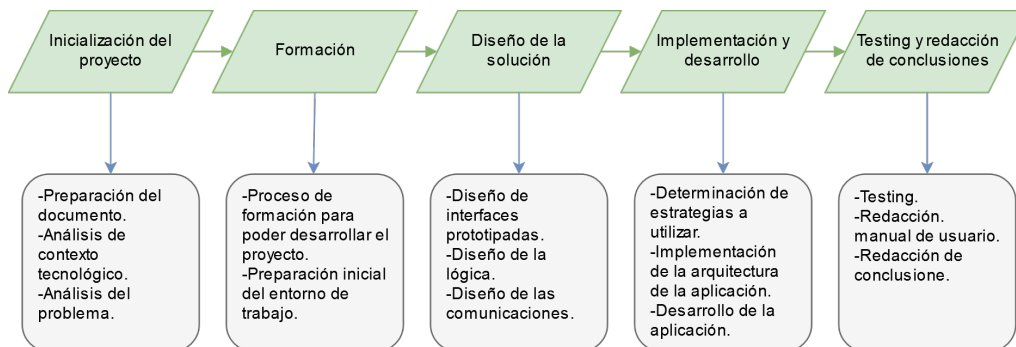 Inicialización del
proyecto
Formación
Diseño de la
solución
Implementación y
desarrollo
Testing y redacción
de conclusiones
-Preparación del
documento.
-Análisis de
contexto
tecnológico.
-Análisis del
problema.
-Proceso de
formación para
poder desarrollar el
proyecto.
-Preparación inicial
del entorno de
trabajo.
-Diseño de
interfaces
prototipadas.
-Diseño de la
lógica.
-Diseño de las
comunicaciones.
-Determinación de
estrategias a
utilizar.
-Implementación
de la arquitectura
de la aplicación.
-Desarrollo de la
aplicación.
-Testing.
-Redacción.
manual de usuario.
-Redacción de
conclusione.